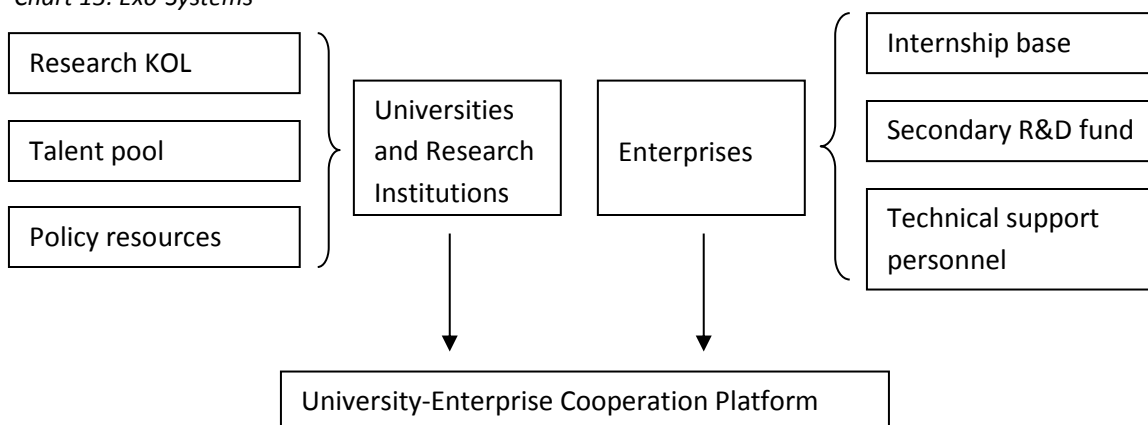 Chart 13: Exo-Systems
Research KOL
Talent pool
Policy resources
Universities
and Research
Institutions
Enterprises
Internship base
Secondary R&D fund
Technical support
personnel
University-Enterprise Cooperation Platform